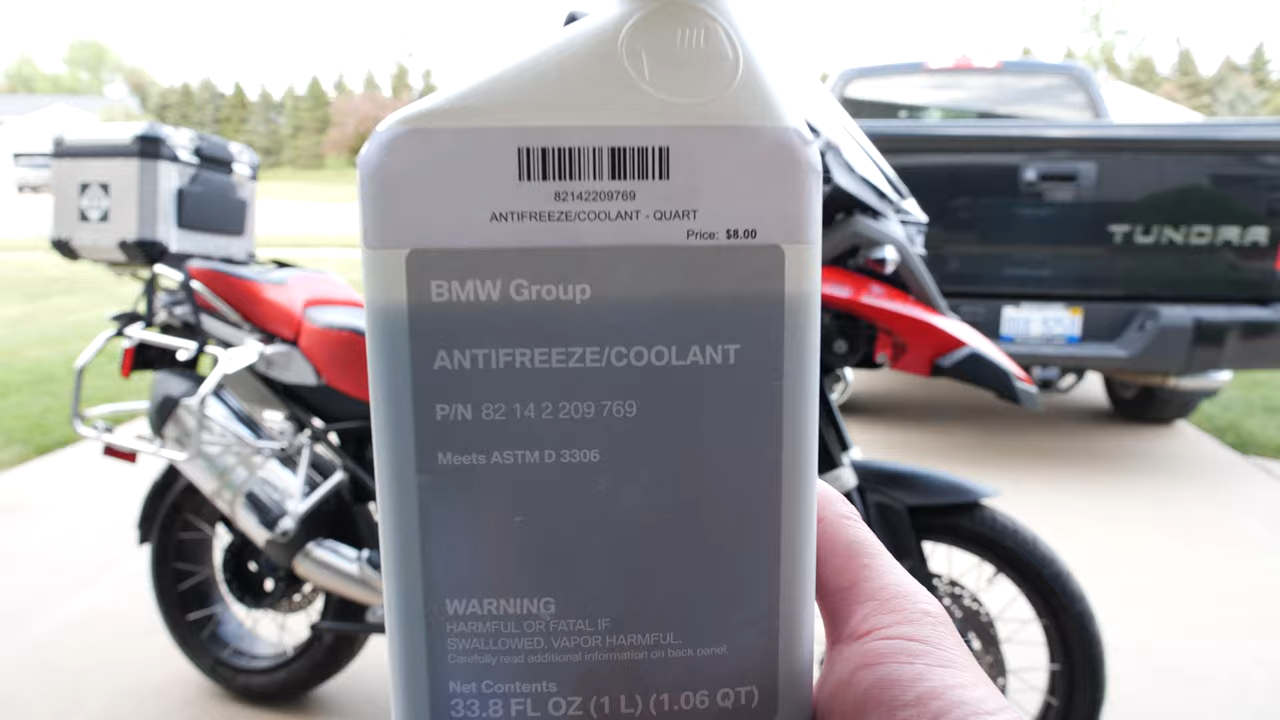 82142209769
ANTIFREEZE/COOLANT - QUART
Price: $8.00
BMW Group
ANTIFREEZE/COOLANT
P/N 82 14 2 209 769
Meets ASTM D 3306
WARNING
HARMFUL OR FATAL IF
SWALLOWED, VAPOR HARMFUL.
Carefully read additional information on back panel.
Net Contents
33.8 FL OZ (1 L) (1.06 QT)
TUNDRA